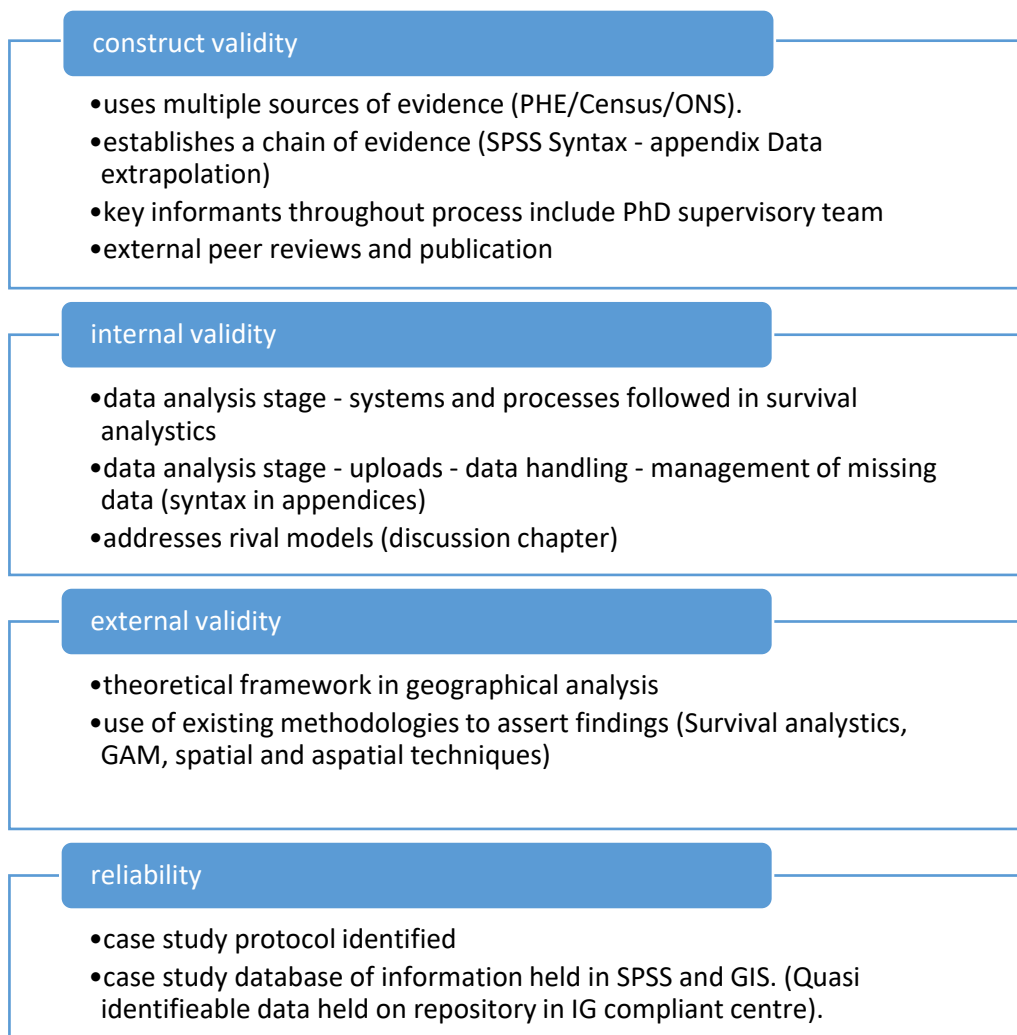 construct validity
•uses multiple sources of evidence (PHE/Census/ONS).
•establishes a chain of evidence (SPSS Syntax - appendix Data
extrapolation)
•key informants throughout process include PhD supervisory team
•external peer reviews and publication
internal validity
•data analysis stage - systems and processes followed in survival
analystics
•data analysis stage - uploads - data handling - management of missing
data (syntax in appendices)
•addresses rival models (discussion chapter)
external validity
•theoretical framework in geographical analysis
•use of existing methodologies to assert findings (Survival analystics,
GAM, spatial and aspatial techniques)
reliability
•case study protocol identified
•case study database of information held in SPSS and GIS. (Quasi
identifieable data held on repository in IG compliant centre).